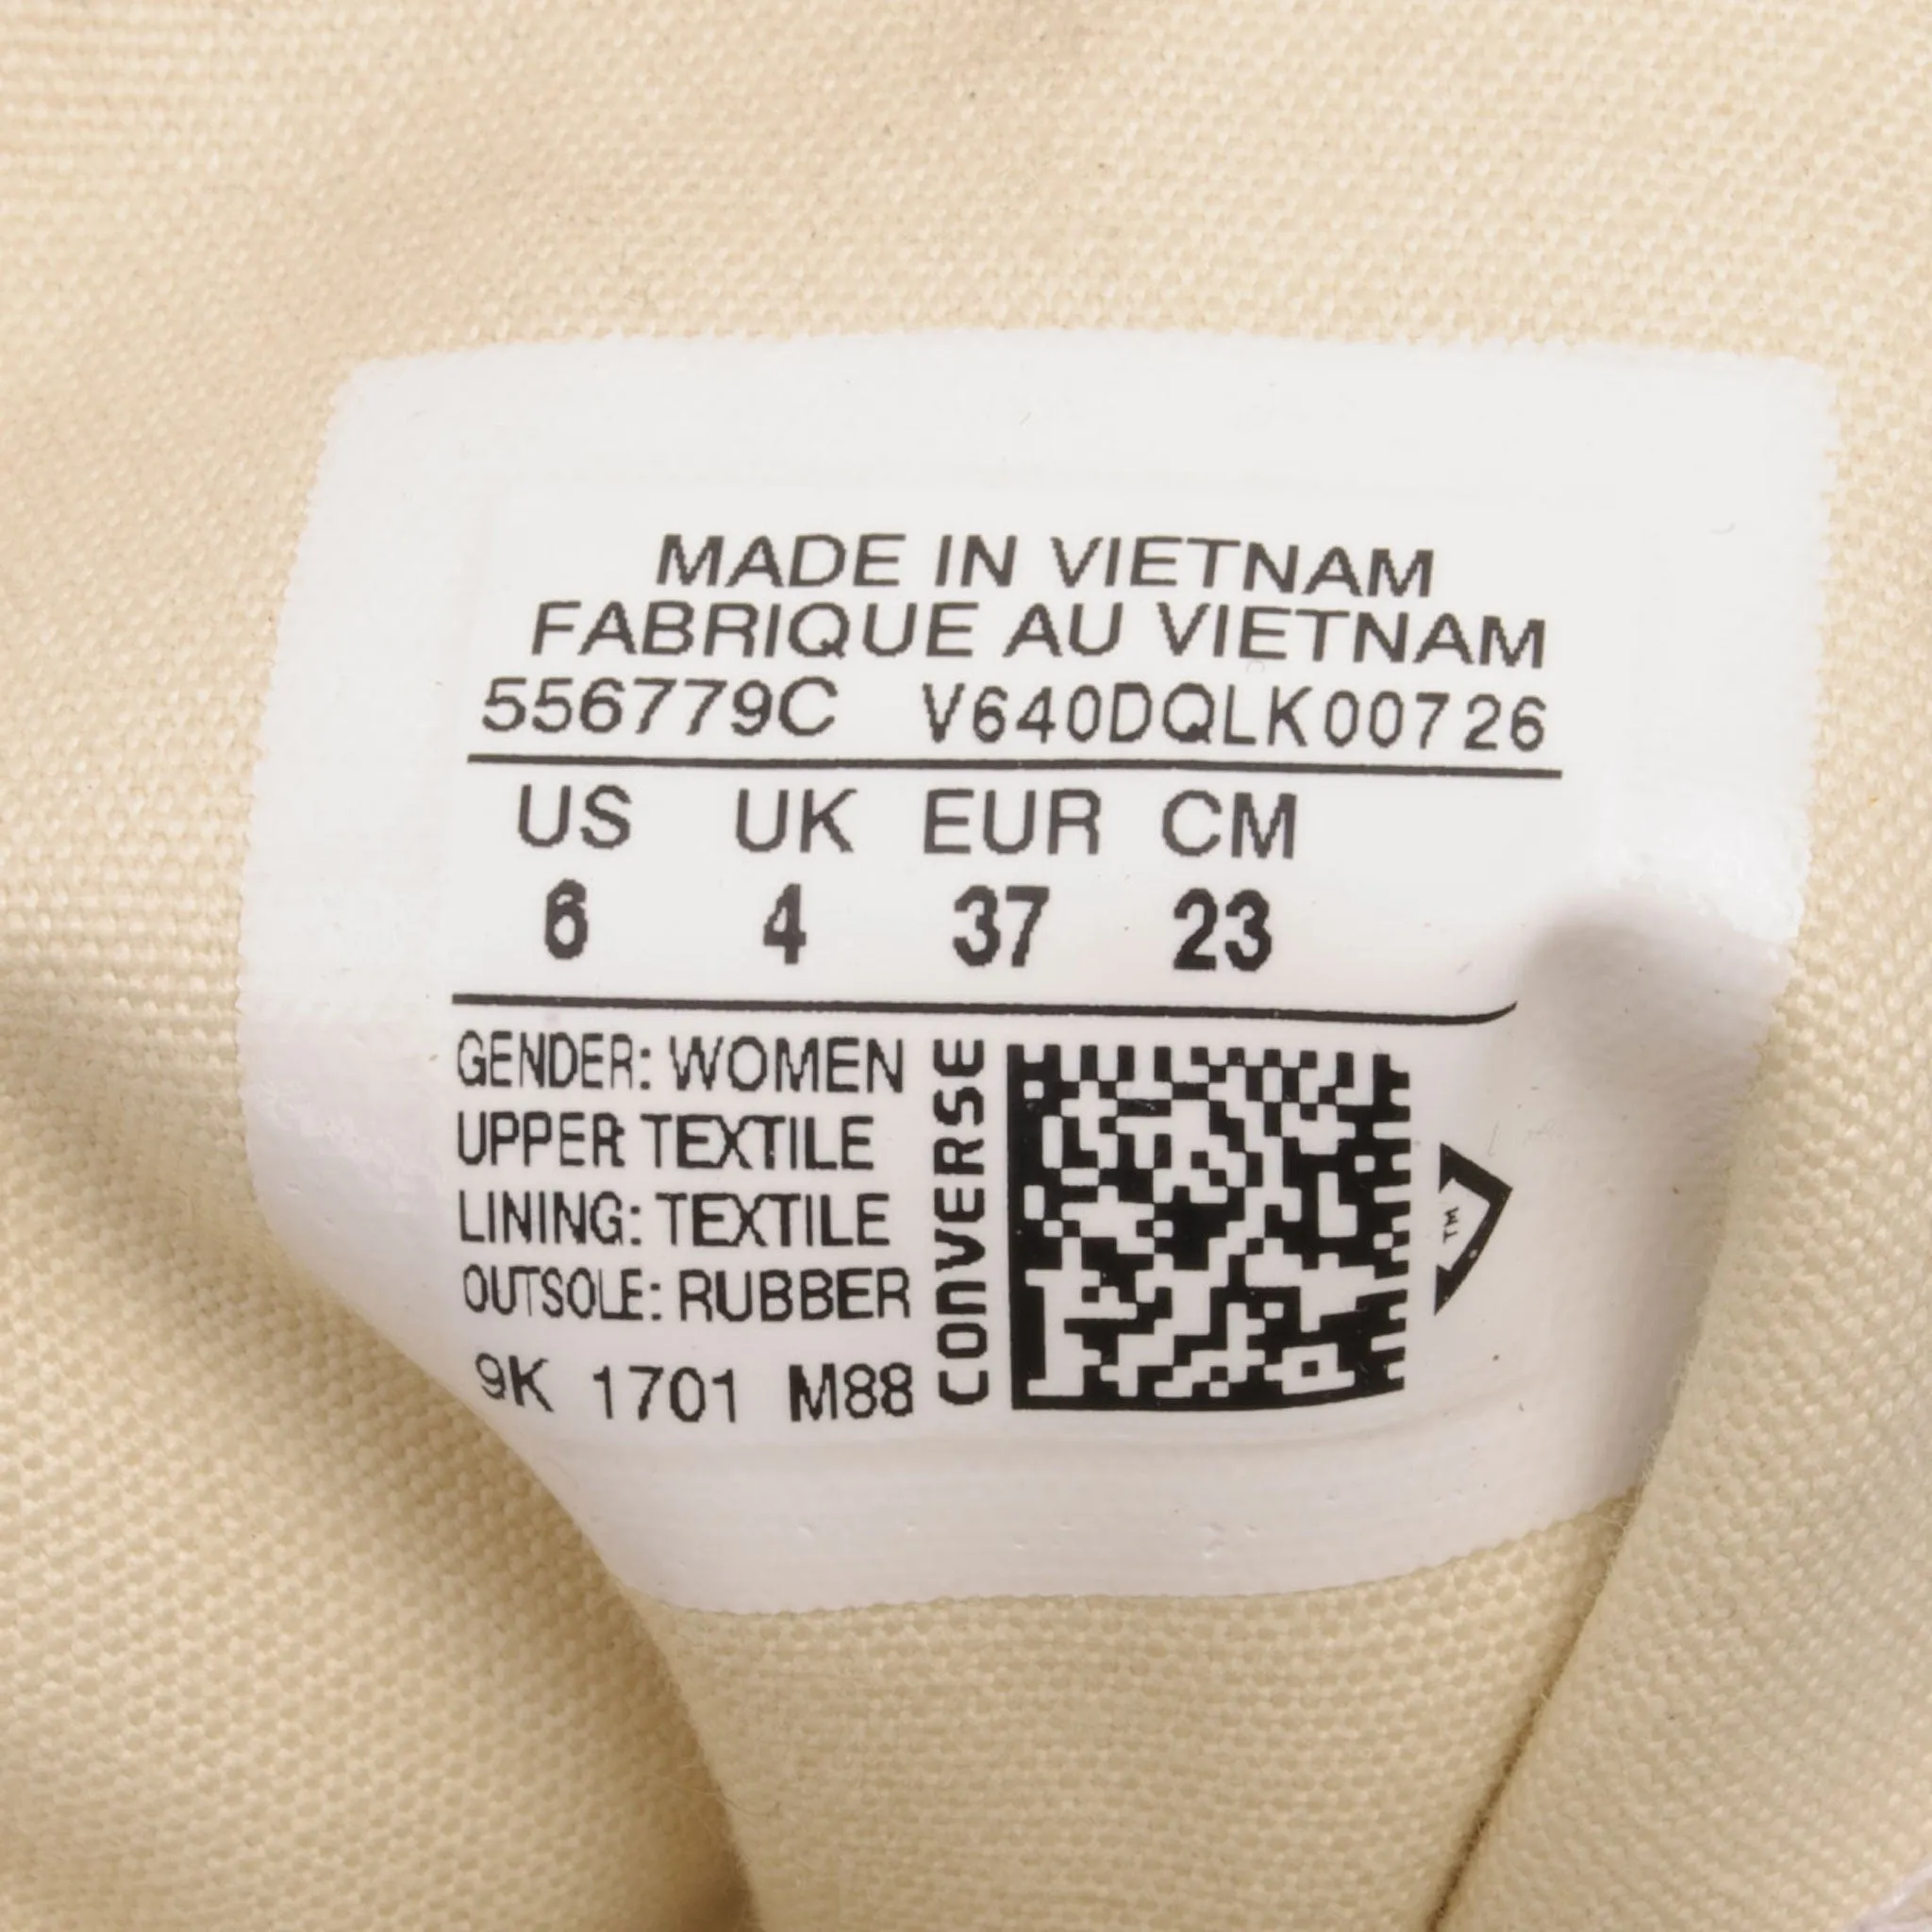 MADE IN VIETNAM
FABRIQUE AU VIETNAM
556779C V640DQLK00726
US UK EUR CM
6 4 37 23
GENDER: WOMEN
UPPER: TEXTILE
LINING: TEXTILE
OUTSOLE: RUBBER
9K 1701 M88
CONVERSE
TM